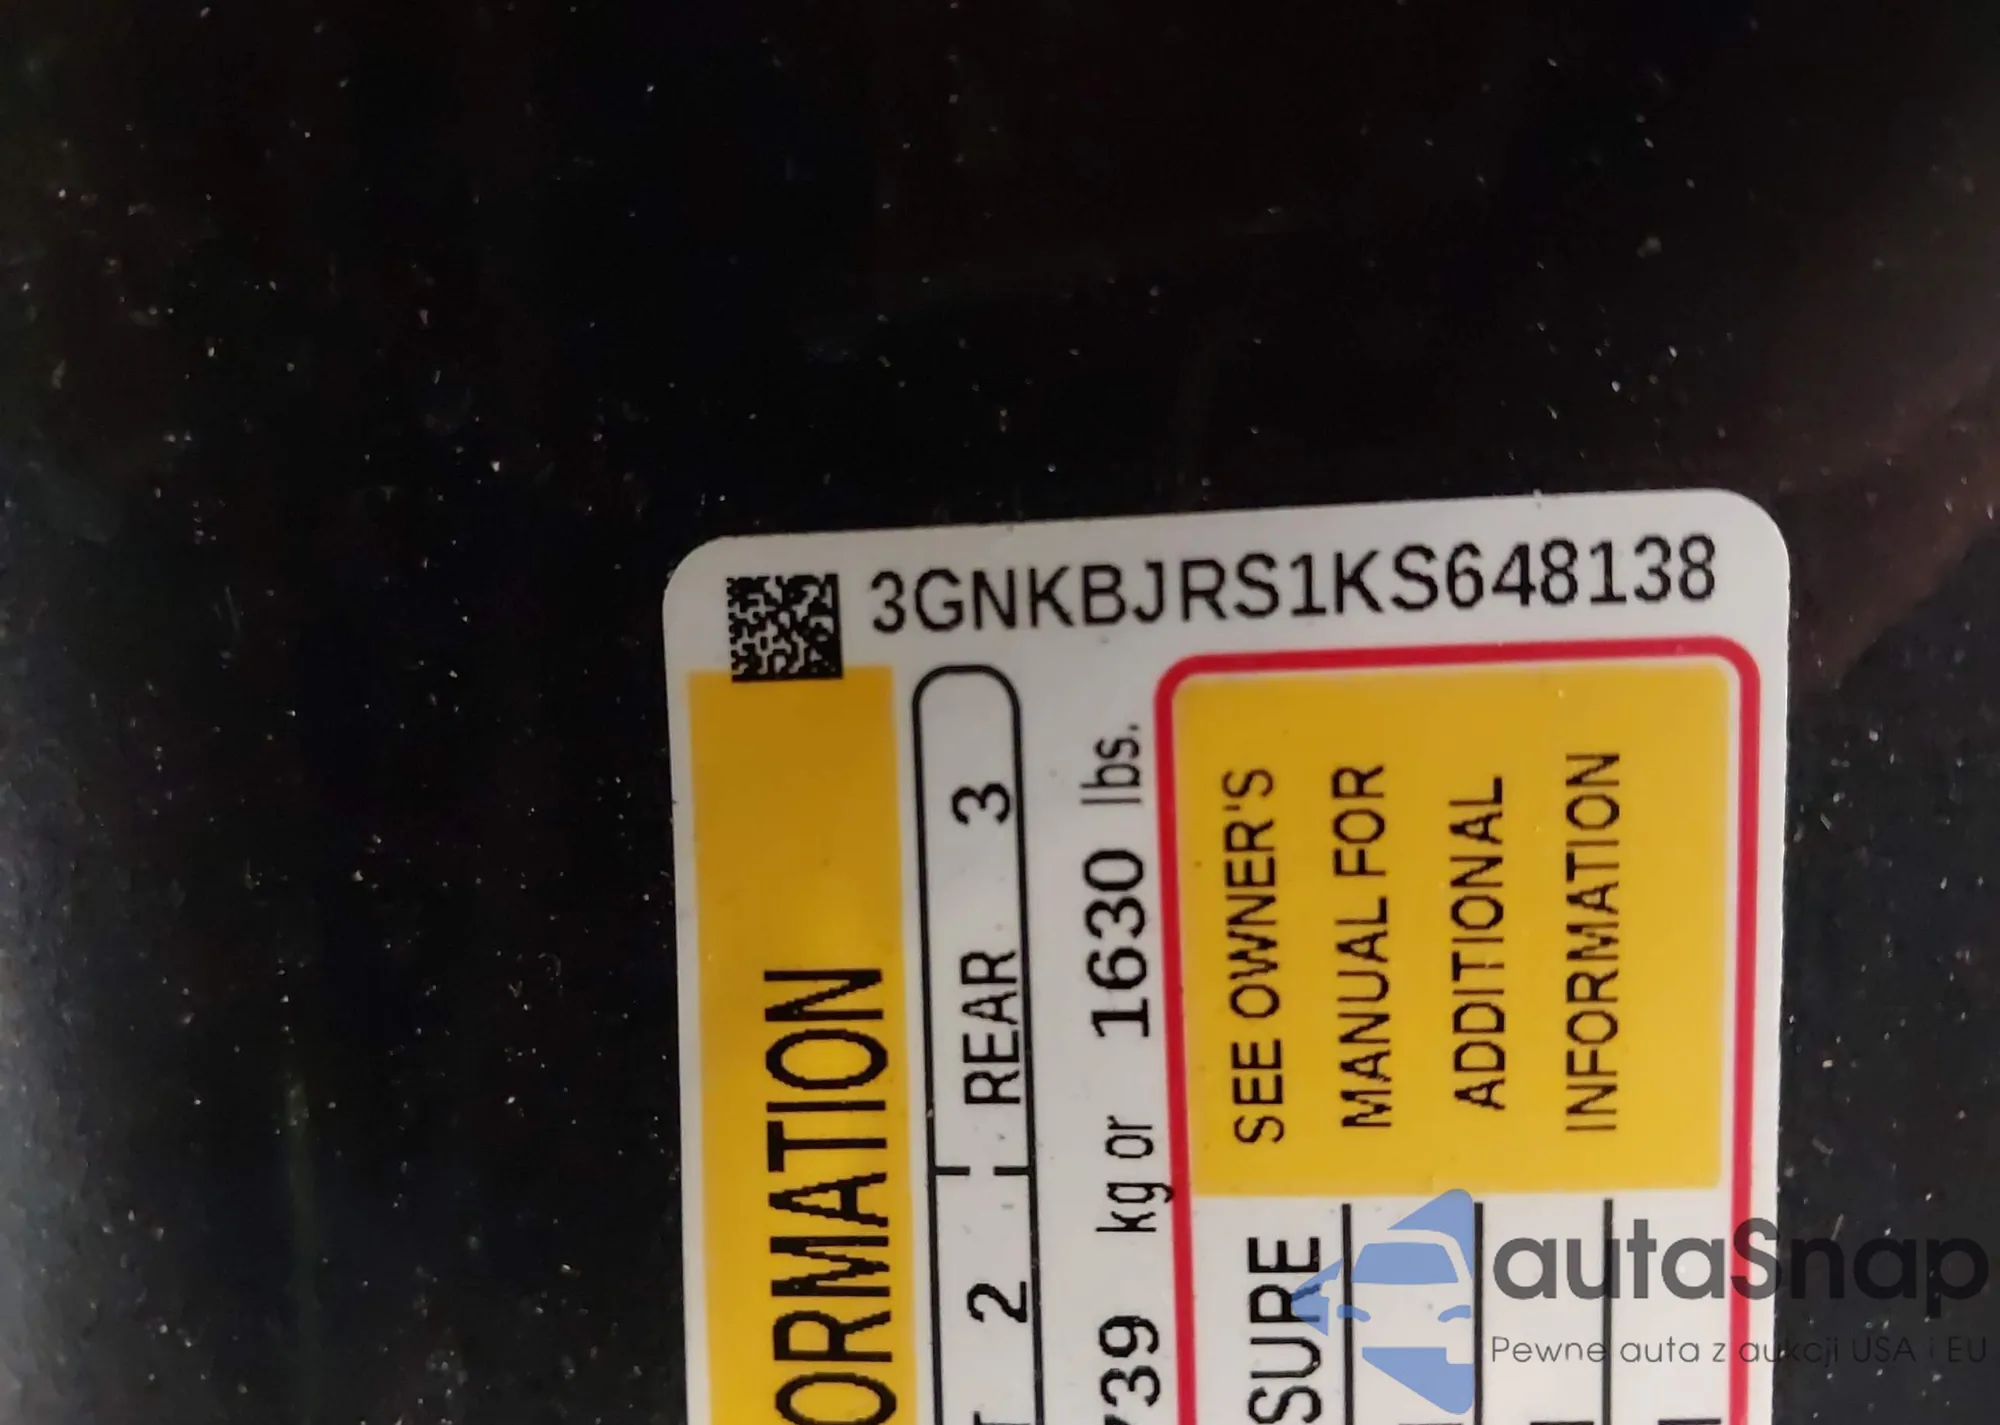 3GNKBJRS1KS648138
ORMATION
2 REAR 3
739 kg or 1630 lbs.
SURE
SEE OWNER'S
MANUAL FOR
ADDITIONAL
INFORMATION
autaSnap
Pewne auta z aukcji USA i EU